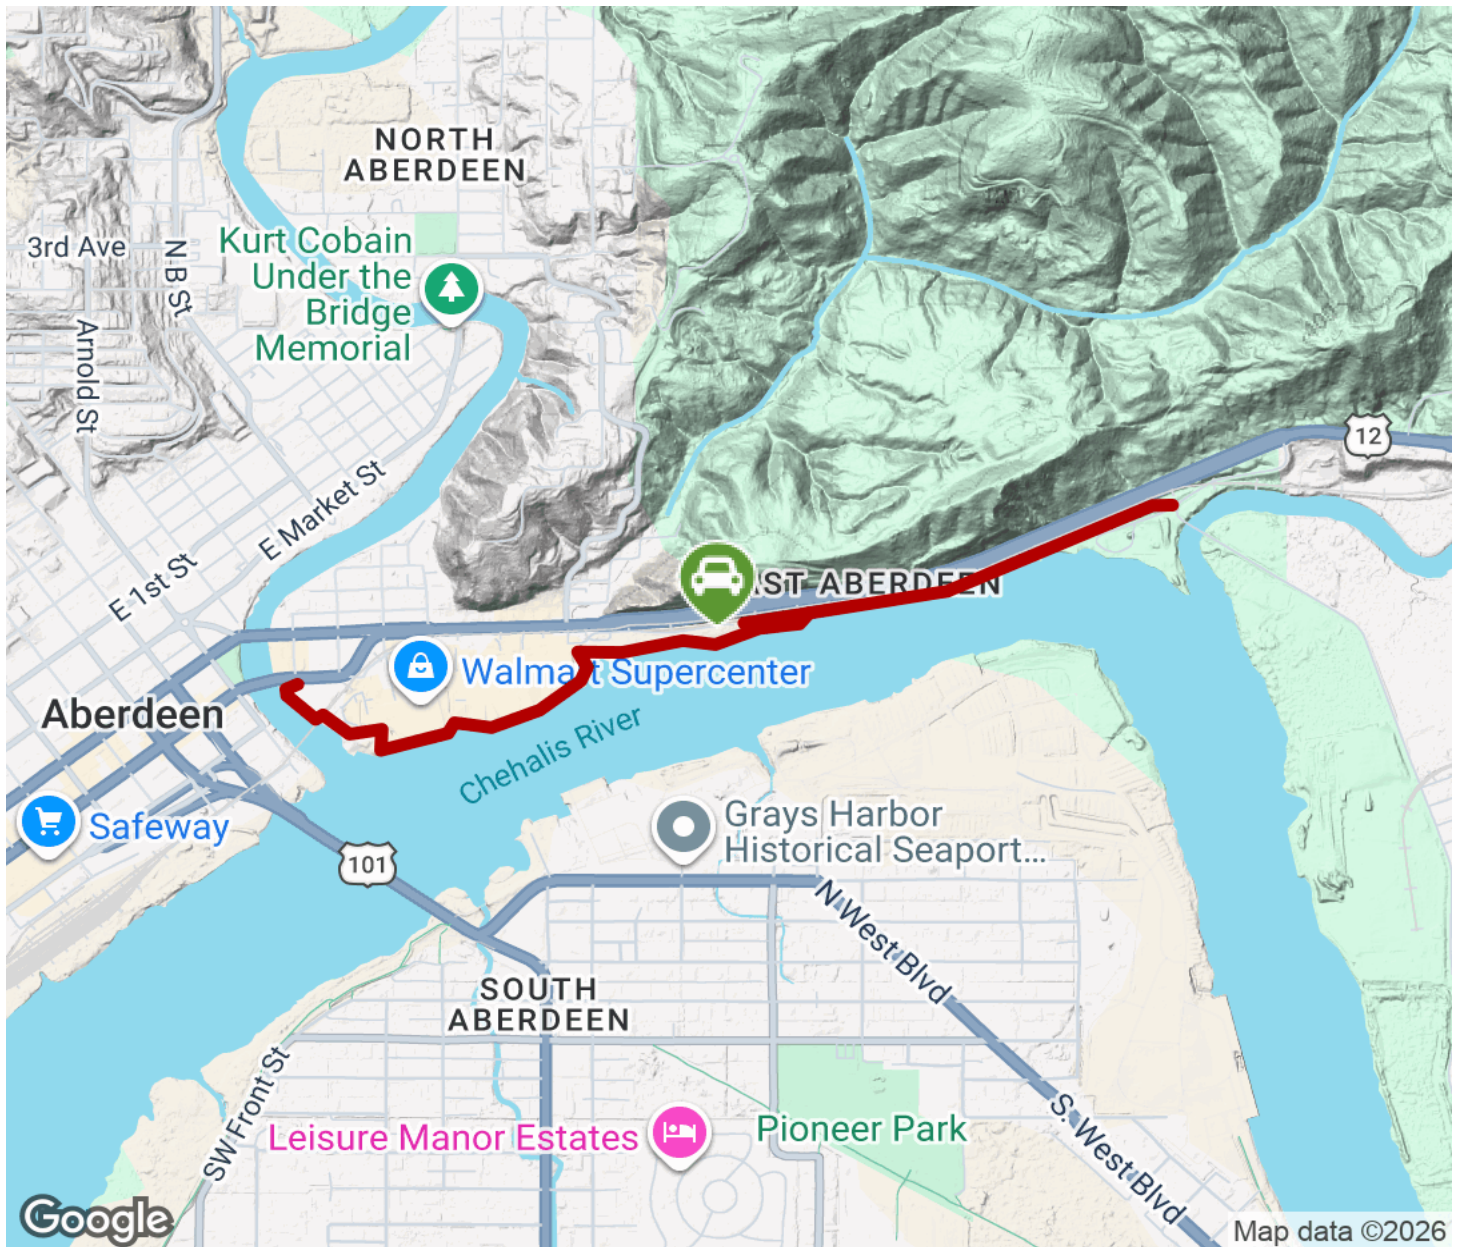 NORTH
ABERDEEN
3rd Ave
N B St
Kurt Cobain
Under the
Bridge
Memorial
Arnold St
12
E Market St
E 1st St
AST ABERDEEN
Walmart Supercenter
Aberdeen
Chehalis River
Safeway
Grays Harbor
Historical Seaport...
101
N West Blvd
SOUTH
ABERDEEN
SW Front St
Leisure Manor Estates
Pioneer Park
S. West Blvd
Google
Map data ©2026